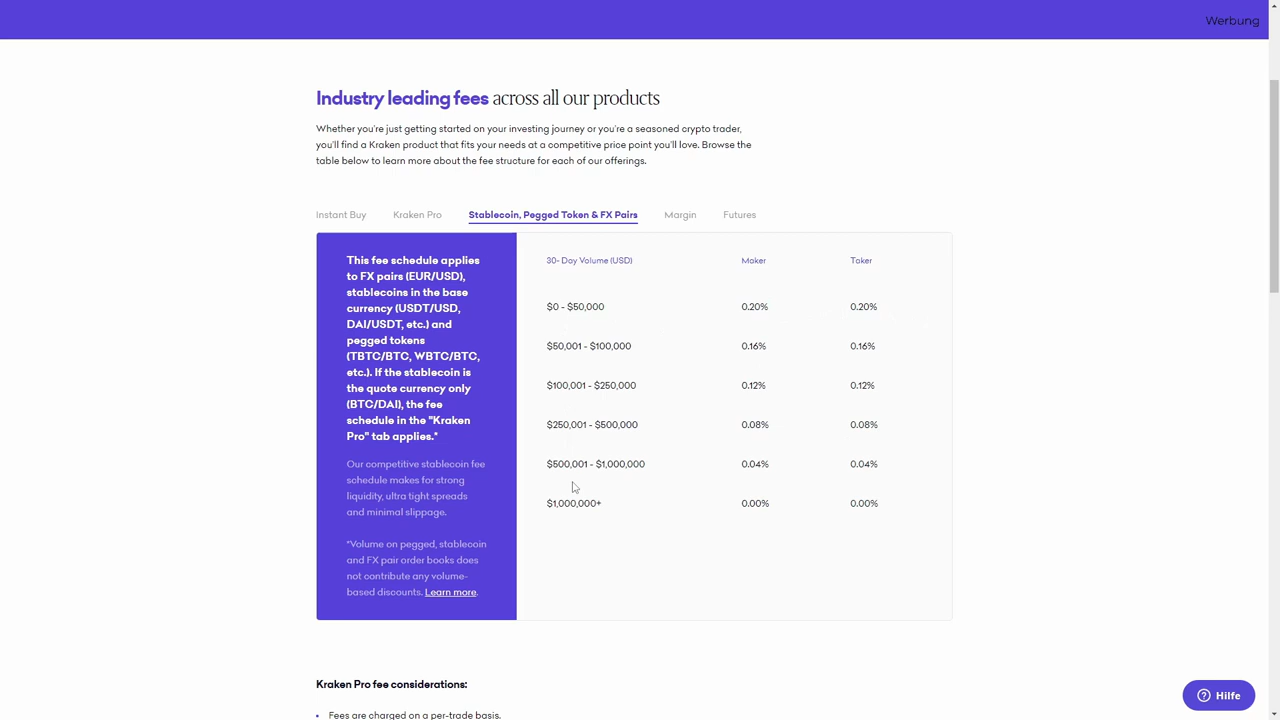 Werbung
Industry leading fees across all our products
Whether you're just getting started on your investing journey or you're a seasoned crypto trader,
you'll find a Kraken product that fits your needs at a competitive price point you'll love. Browse the
table below to learn more about the fee structure for each of our offerings.
Instant Buy Kraken Pro Stablecoin, Pegged Token & FX Pairs Margin Futures
This fee schedule applies
to FX pairs (EUR/USD),
stablecoins in the base
currency (USDT/USD,
DAI/USDT, etc.) and
pegged tokens
(TBTC/BTC, WBTC/BTC,
etc.). If the stablecoin is
the quote currency only
(BTC/DAI), the fee
schedule in the "Kraken
Pro" tab applies.*
Our competitive stablecoin fee
schedule makes for strong
liquidity, ultra tight spreads
and minimal slippage.
*Volume on pegged, stablecoin
and FX pair order books does
not contribute any volume-
based discounts. Learn more.
30- Day Volume (USD) Maker Taker
$0 - $50,000 0.20% 0.20%
$50,001 - $100,000 0.16% 0.16%
$100,001 - $250,000 0.12% 0.12%
$250,001 - $500,000 0.08% 0.08%
$500,001 - $1,000,000 0.04% 0.04%
$1,000,000+ 0.00% 0.00%
Kraken Pro fee considerations:
• Fees are charged on a per-trade basis.
Hilfe